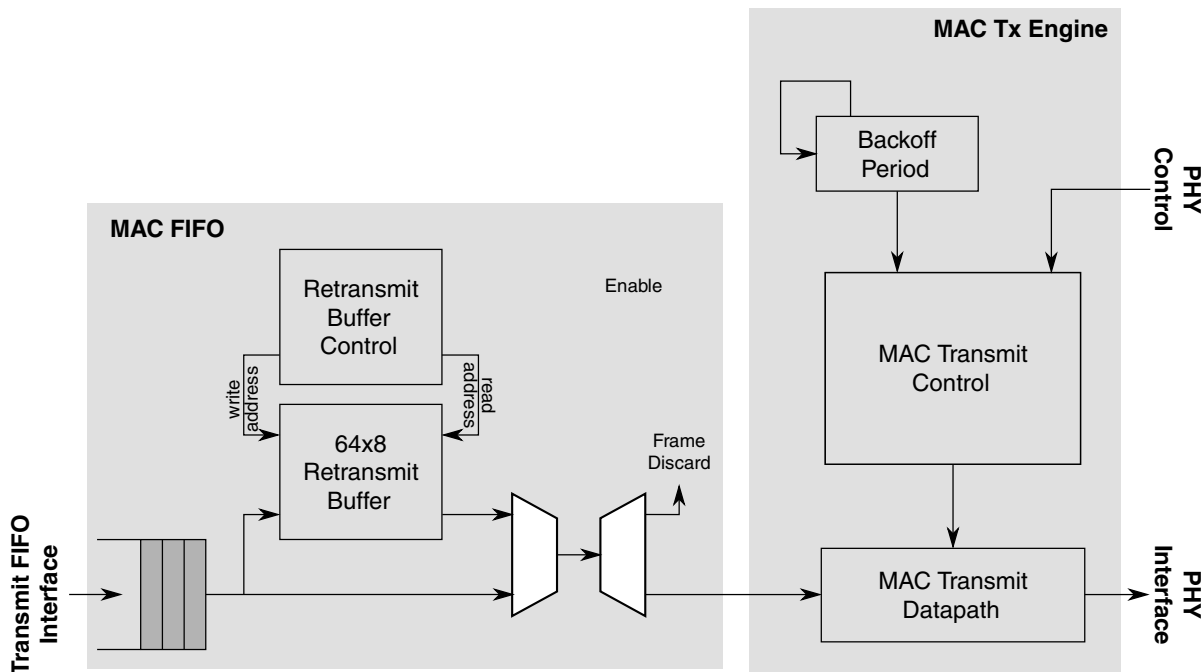 MAC Tx Engine
Backoff
Period
PHY
Control
MAC FIFO
Retransmit
Buffer
Control
Enable
MAC Transmit
Control
write
address
read
address
64x8
Retransmit
Buffer
Frame
Discard
Transmit FIFO
Interface
MAC Transmit
Datapath
PHY
Interface